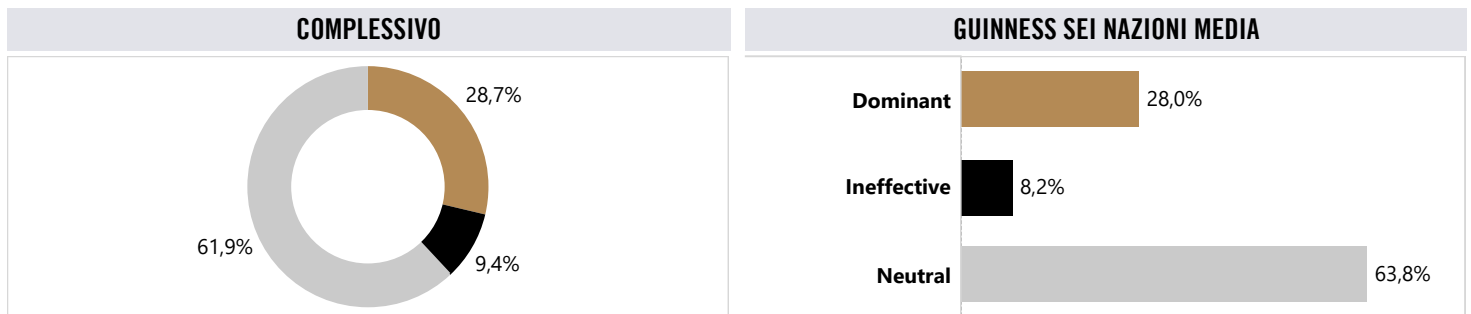 COMPLESSIVO
28,7%
61,9%
9,4%
GUINNESS SEI NAZIONI MEDIA
Dominant 28,0%
Ineffective 8,2%
Neutral 63,8%